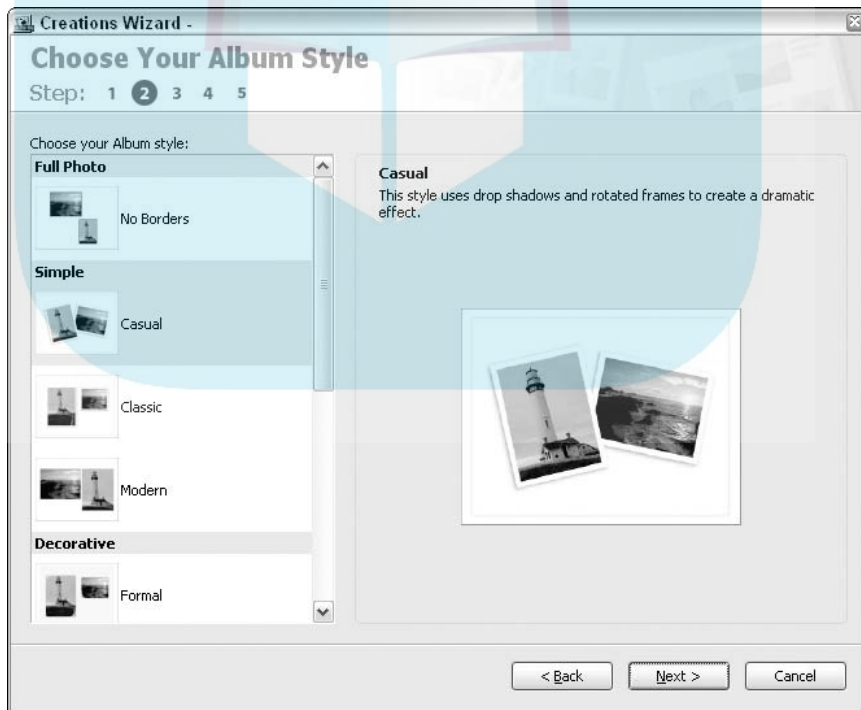 Creations Wizard -
Choose Your Album Style
Step: 1 2 3 4 5
Choose your Album style:
Full Photo
No Borders
Simple
Casual
Classic
Modern
Decorative
Formal
Casual
This style uses drop shadows and rotated frames to create a dramatic
effect.
< Back
Next >
Cancel